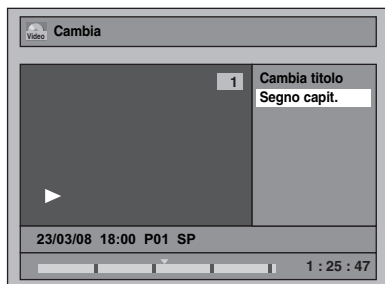 Video Cambia
1
Cambia titolo
Segno capit.
23/03/08 18:00 P01 SP
1 : 25 : 47